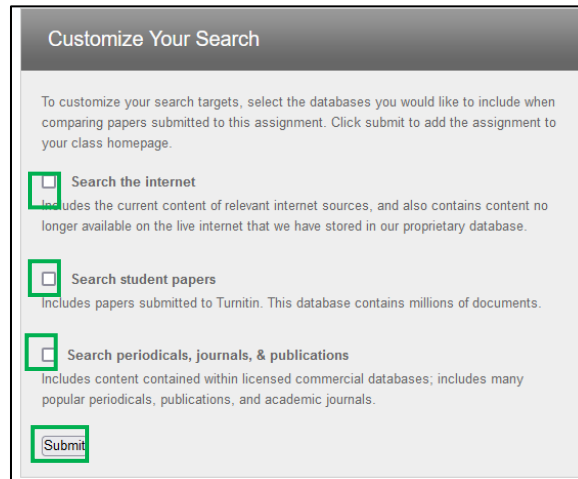 Customize Your Search
To customize your search targets, select the databases you would like to include when
comparing papers submitted to this assignment. Click submit to add the assignment to
your class homepage.
Search the internet
Includes the current content of relevant internet sources, and also contains content no
longer available on the live internet that we have stored in our proprietary database.
Search student papers
Includes papers submitted to Turnitin. This database contains millions of documents.
Search periodicals, journals, & publications
Includes content contained within licensed commercial databases; includes many
popular periodicals, publications, and academic journals.
Submit